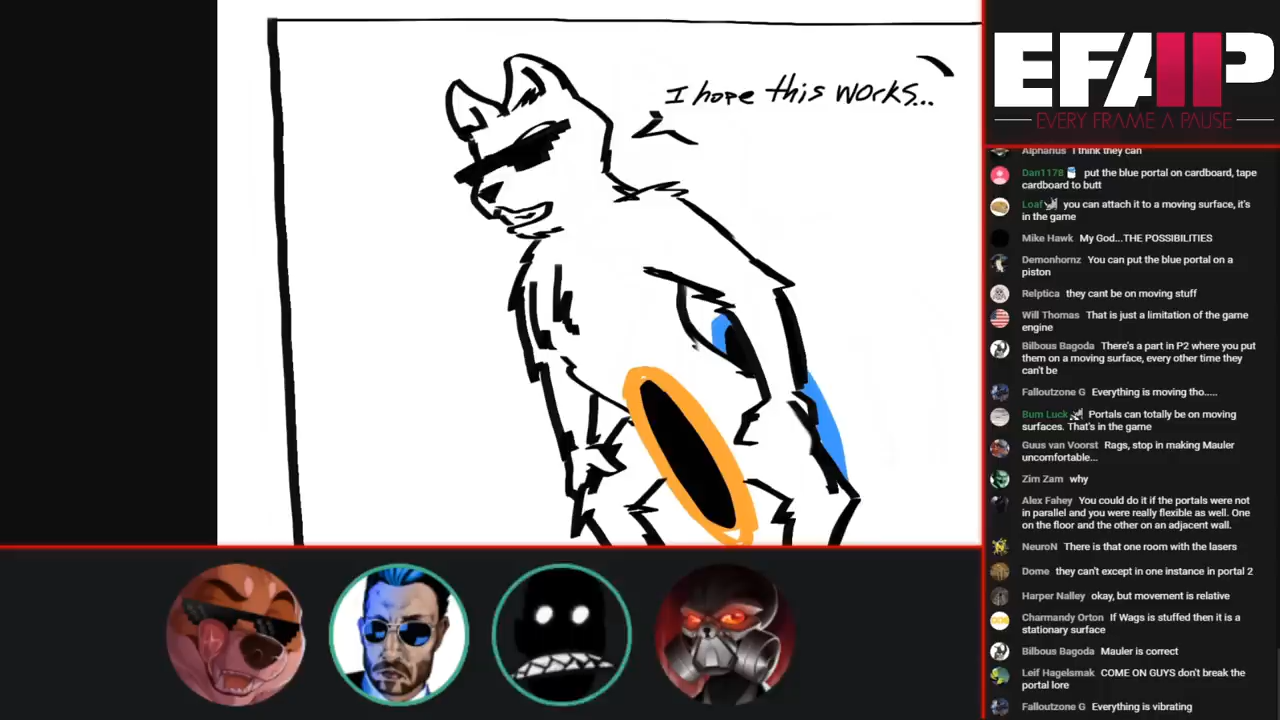 I hope this works...
EFAP
EVERY FRAME A PAUSE
Alpharius I think they can
Dan1178 put the blue portal on cardboard, tape
cardboard to butt
Loaf you can attach it to a moving surface, it's
in the game
Mike Hawk My God...THE POSSIBILITIES
Demonhornz You can put the blue portal on a
piston
Relptica they cant be on moving stuff
Will Thomas That is just a limitation of the game
engine
Bilbous Bagoda There's a part in P2 where you put
them on a moving surface, every other time they
can't be
Falloutzone G Everything is moving tho.....
Bum Luck Portals can totally be on moving
surfaces. That's in the game
Guus van Voorst Rags, stop in making Mauler
uncomfortable...
Zim Zam why
Alex Fahey You could do it if the portals were not
in parallel and you were really flexible as well. One
on the floor and the other on an adjacent wall.
NeuroN There is that one room with the lasers
Dome they can't except in one instance in portal 2
Harper Nalley okay, but movement is relative
Charmandy Orton If Wags is stuffed then it is a
stationary surface
Bilbous Bagoda Mauler is correct
Leif Hagelsmak COME ON GUYS don't break the
portal lore
Falloutzone G Everything is vibrating